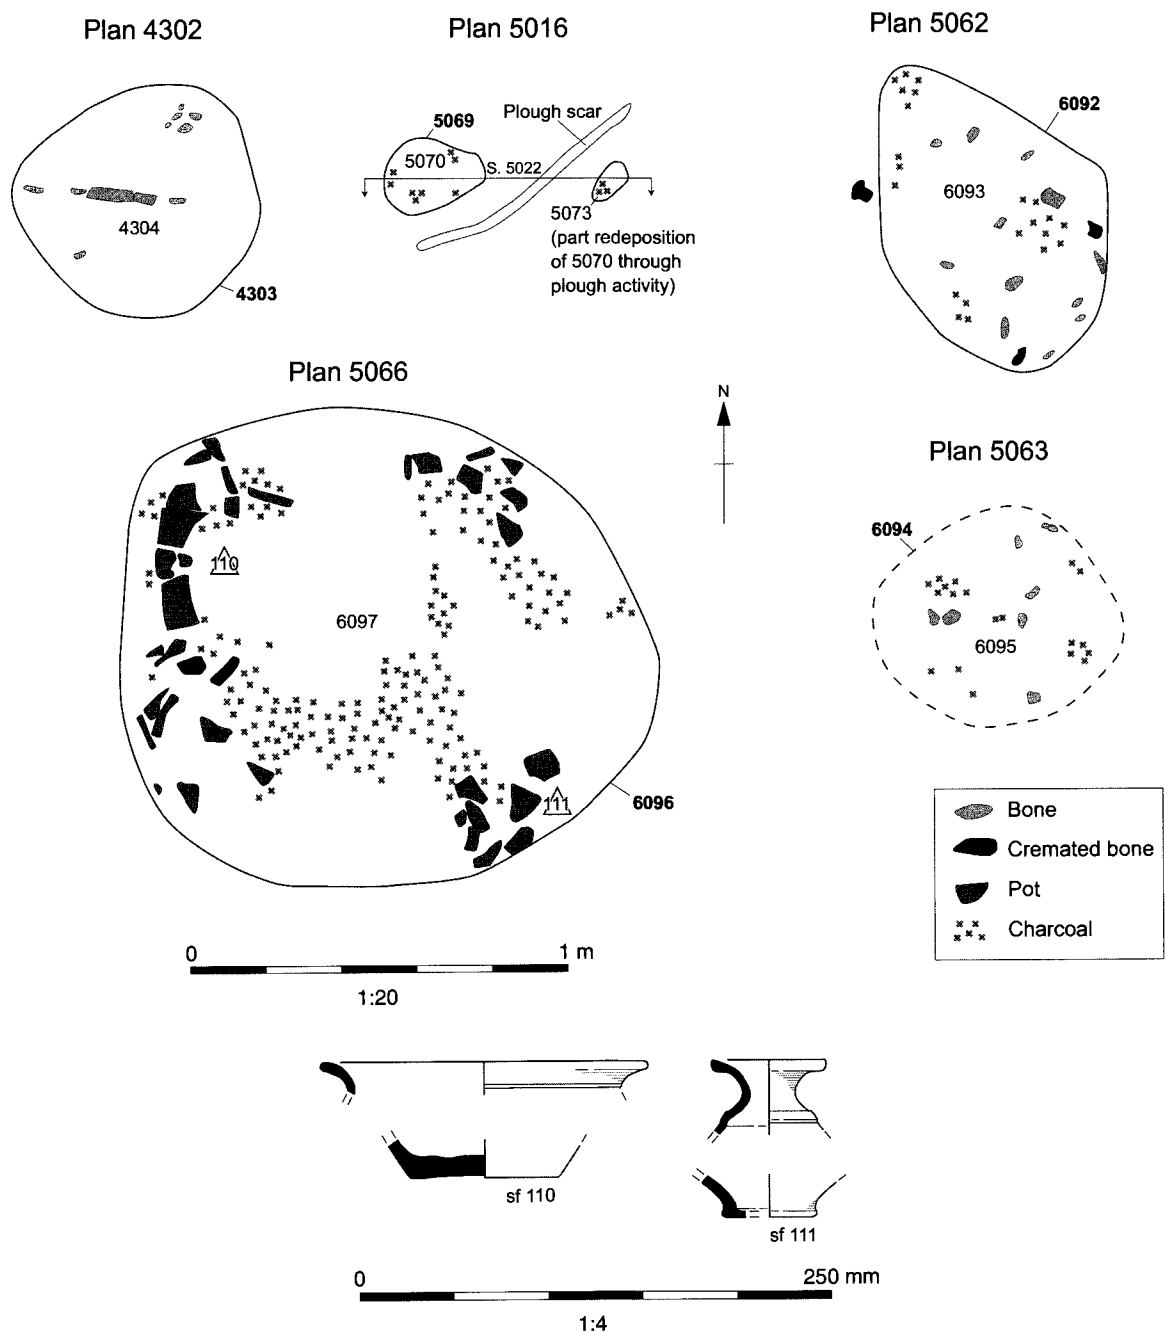 Plan 4302
Plan 5016
Plan 5062
5069
Plough scar
6092
5070
S. 5022
6093
4304
5073
(part redeposition
of 5070 through
plough activity)
4303
Plan 5066
N
Plan 5063
6094
110
6097
6095
111
6096
Bone
Cremated bone
Pot
Charcoal
0
1 m
1:20
sf 110
sf 111
0
250 mm
1:4